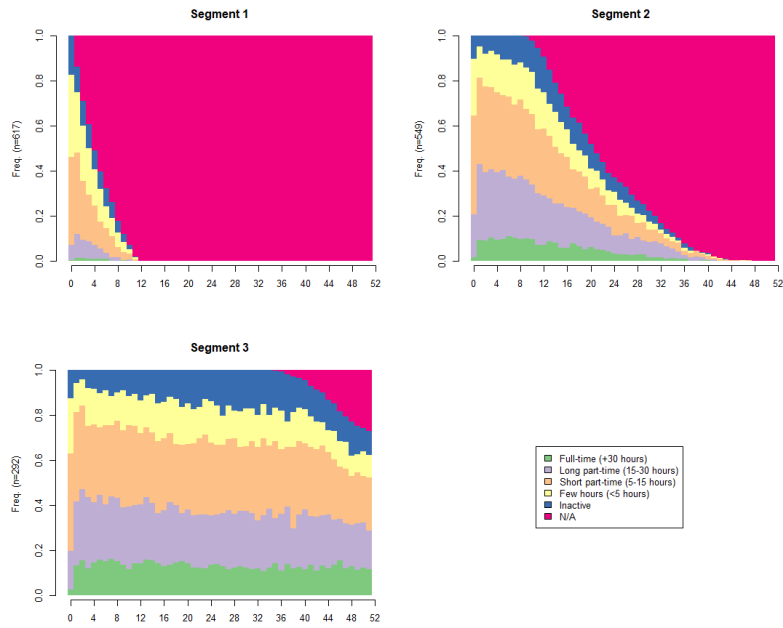 Segment 1
Freq. (n=617)
1.0
0.8
0.6
0.4
0.2
0.0
0 4 8 12 16 20 24 28 32 36 40 44 48 52
Segment 2
Freq. (n=549)
1.0
0.8
0.6
0.4
0.2
0.0
0 4 8 12 16 20 24 28 32 36 40 44 48 52
Segment 3
Freq. (n=292)
1.0
0.8
0.6
0.4
0.2
0.0
0 4 8 12 16 20 24 28 32 36 40 44 48 52
Full-time (+30 hours)
Long part-time (15-30 hours)
Short part-time (5-15 hours)
Few hours (<5 hours)
Inactive
N/A